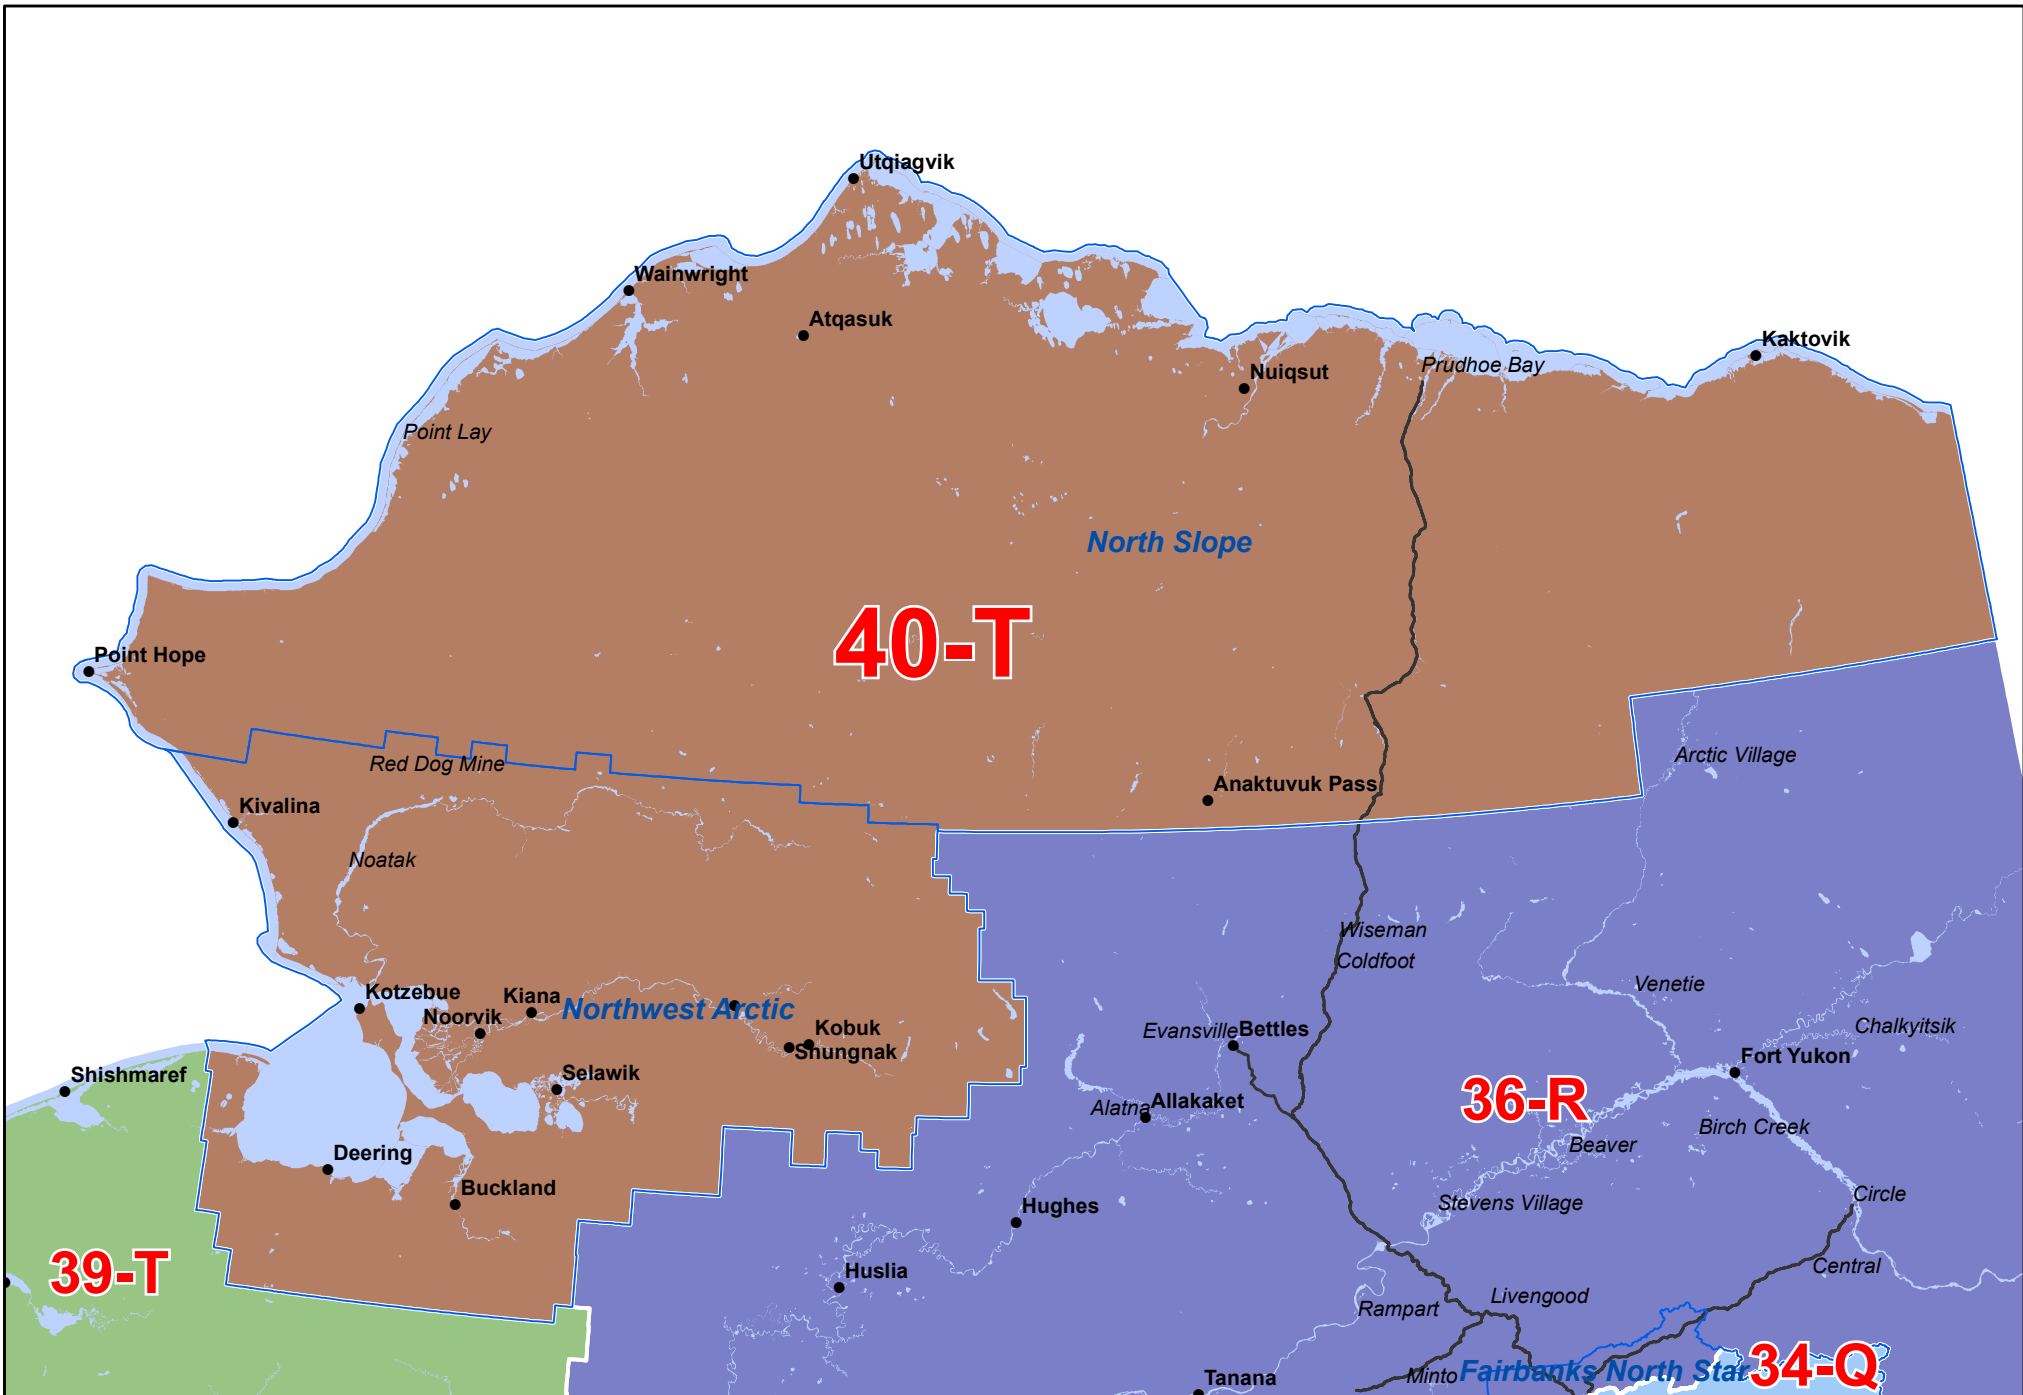 Utqiagvik
Wainwright
Atqasuk
Kaktovik
Prudhoe Bay
Nuiqsut
Point Lay
North Slope
40-T
Point Hope
Arctic Village
Red Dog Mine
Anaktuvuk Pass
Kivalina
Noatak
Wiseman
Coldfoot
Venetie
Kotzebue
Kiana
Northwest Arctic
Noorvik
Kobuk
Shungnak
Evansville
Bettles
Chalkyitsik
Fort Yukon
Shishmaref
Selawik
36-R
Alatna
Allakaket
Birch Creek
Beaver
Deering
Buckland
Circle
Stevens Village
Hughes
39-T
Huslia
Central
Livengood
Rampart
Tanana
Minto
Fairbanks North Star
34-Q